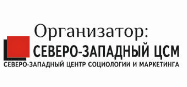 Организатор:
СЕВЕРО-ЗАПАДНЫЙ ЦСМ
СЕВЕРО-ЗАПАДНЫЙ ЦЕНТР СОЦИОЛОГИИ И МАРКЕТИНГА